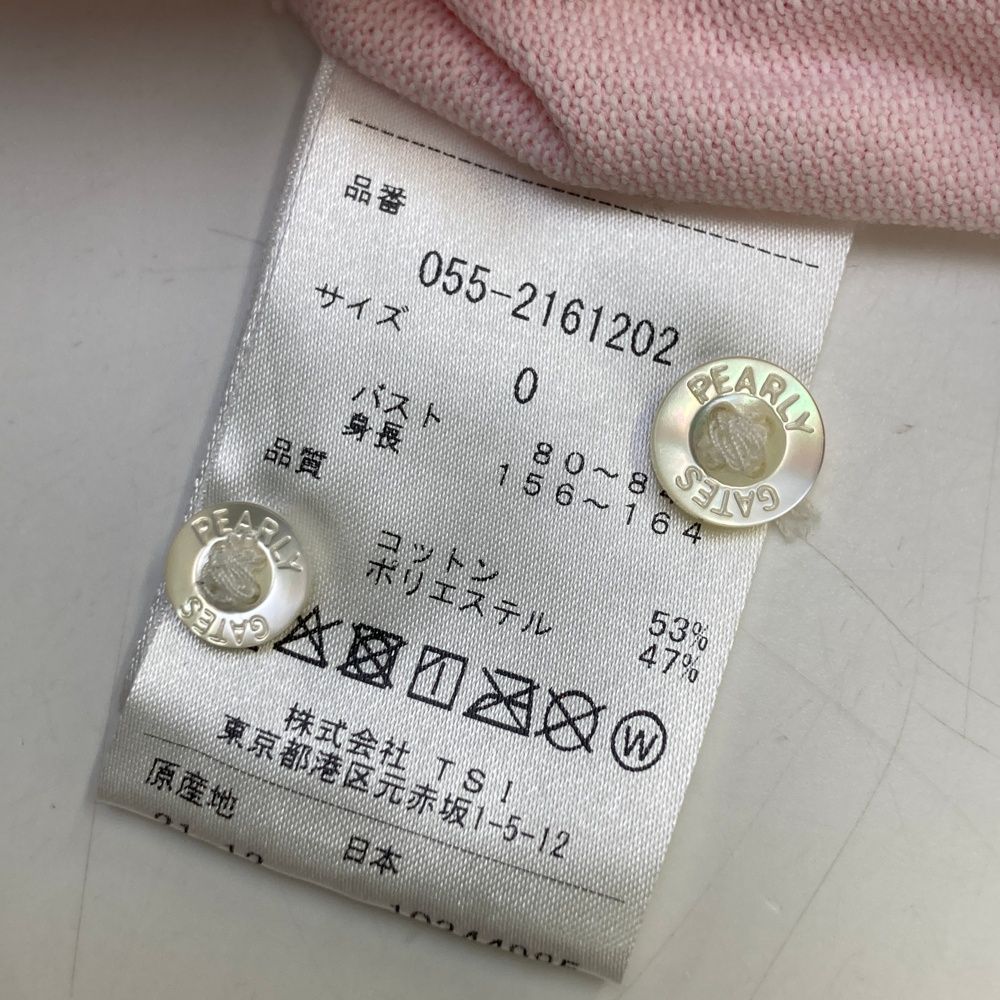 品番
055-2161202
サイズ
0
バスト 80～8
身長 156～164
品質
コットン 53%
ポリエステル 47%
株式会社 TSI
東京都港区元赤坂1-5-12
原産地
日本
PEARLY
GATES
PEARLY
GATES
W